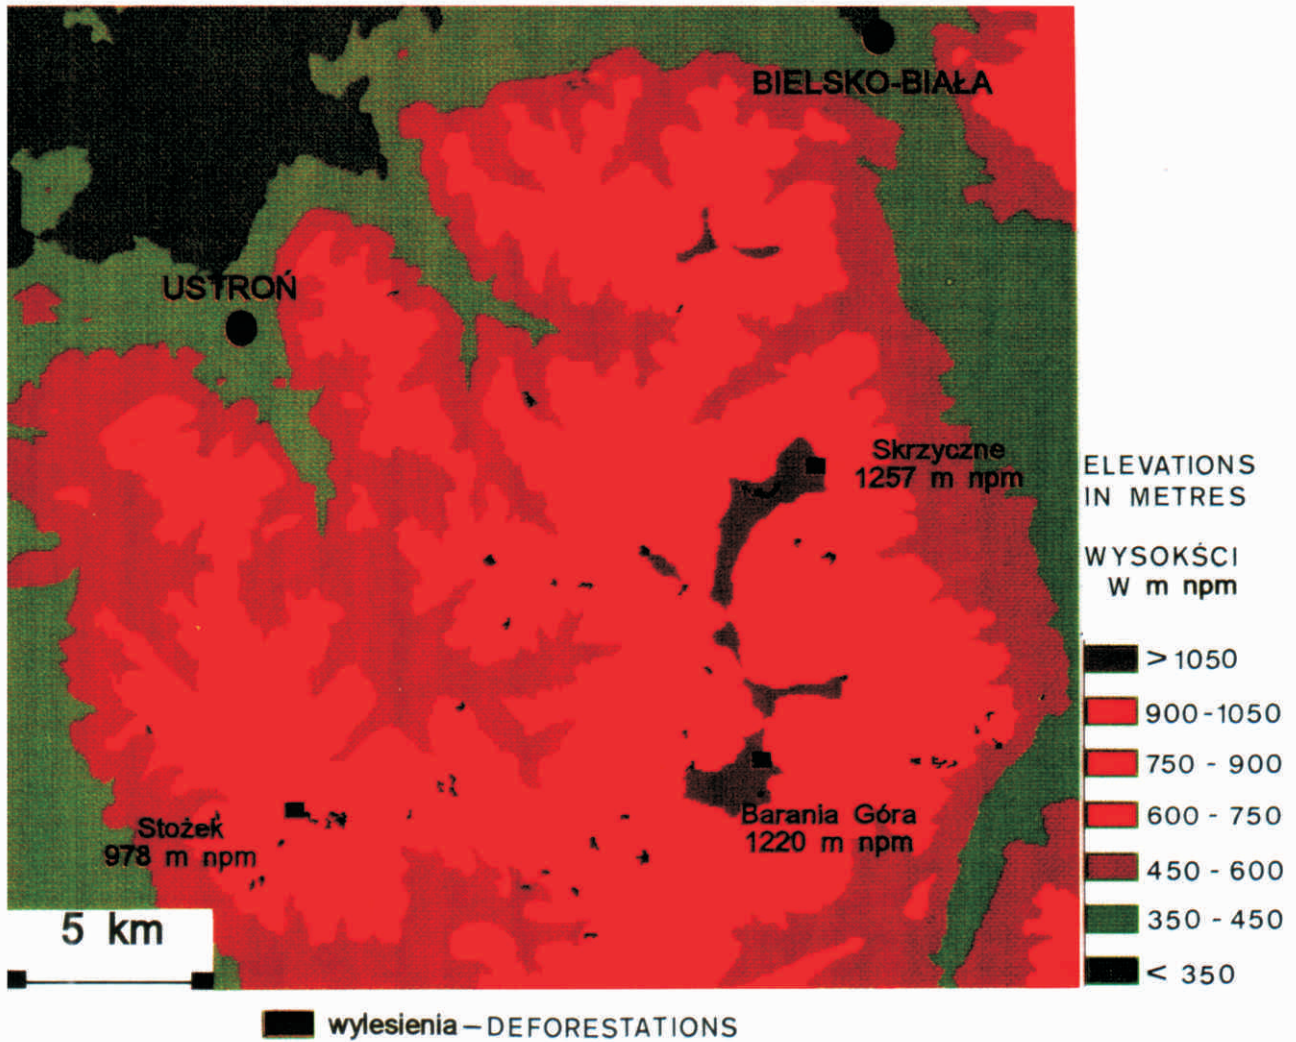 BIELSKO-BIAŁA
USTROŃ
Skrzyczne
1257 m npm
ELEVATIONS
IN METRES
WYSOKŚCI
W m npm
> 1050
900-1050
750 - 900
600 - 750
450 - 600
350 - 450
< 350
Barania Góra
1220 m npm
Stożek
978 m npm
5 km
wylesienia – DEFORESTATIONS